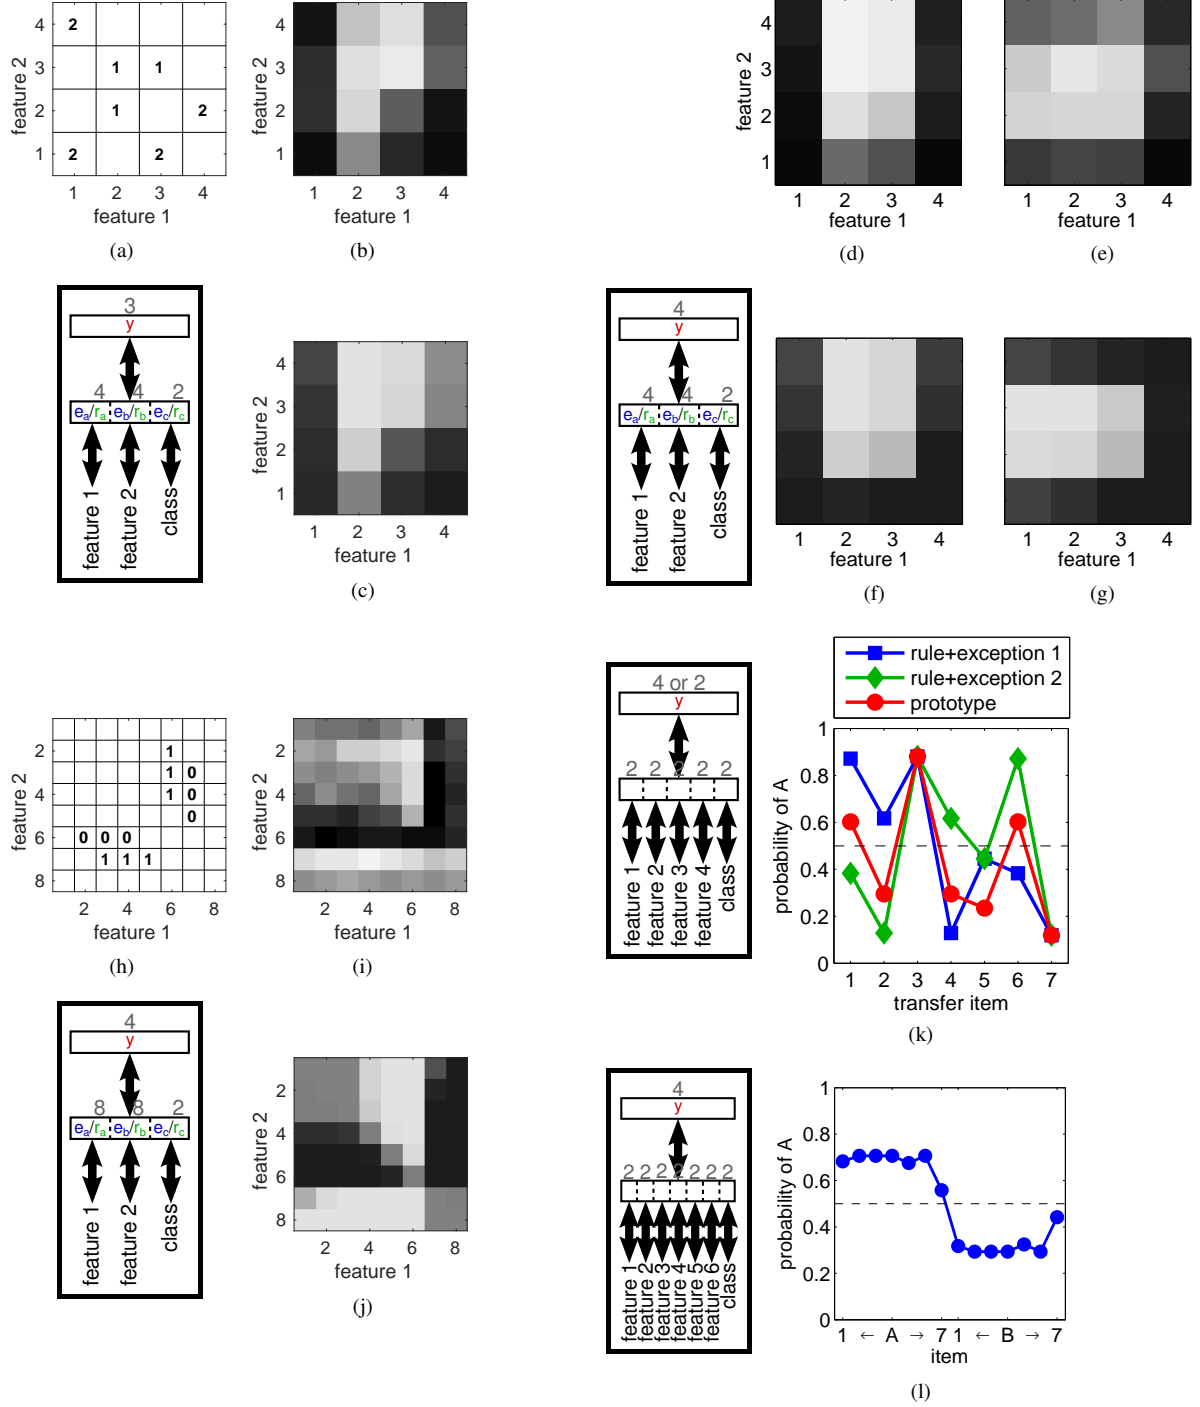 4 2
3 1 1
2 1 2
1 2 2
1 2 3 4
feature 1
feature 2
(a)
4
3
2
1
1 2 3 4
feature 1
feature 2
(b)
4
3
2
1
1 2 3 4
feature 1
feature 2
(d)
1 2 3 4
feature 1
(e)
3
y
4 4 2
ea/ra eb/rb ec/rc
feature 1
feature 2
class
4
3
2
1
1 2 3 4
feature 1
feature 2
(c)
4
y
4 4 2
ea/ra eb/rb ec/rc
feature 1
feature 2
class
1 2 3 4
feature 1
(f)
1 2 3 4
feature 1
(g)
2 1
1 0
4 1 0
0
6 0 0 0
1 1 1
8
2 4 6 8
feature 1
feature 2
(h)
2
4
6
8
2 4 6 8
feature 1
feature 2
(i)
4 or 2
y
2 2 2 2 2
feature 1
feature 2
feature 3
feature 4
class
rule+exception 1
rule+exception 2
prototype
1
0.8
0.6
0.4
0.2
0
probability of A
1 2 3 4 5 6 7
transfer item
(k)
4
y
8 8 2
ea/ra eb/rb ec/rc
feature 1
feature 2
class
2
4
6
8
2 4 6 8
feature 1
feature 2
(j)
4
y
2 2 2 2 2 2 2
feature 1
feature 2
feature 3
feature 4
feature 5
feature 6
class
1
0.8
0.6
0.4
0.2
0
probability of A
1 ← A → 7 1 ← B → 7
item
(l)